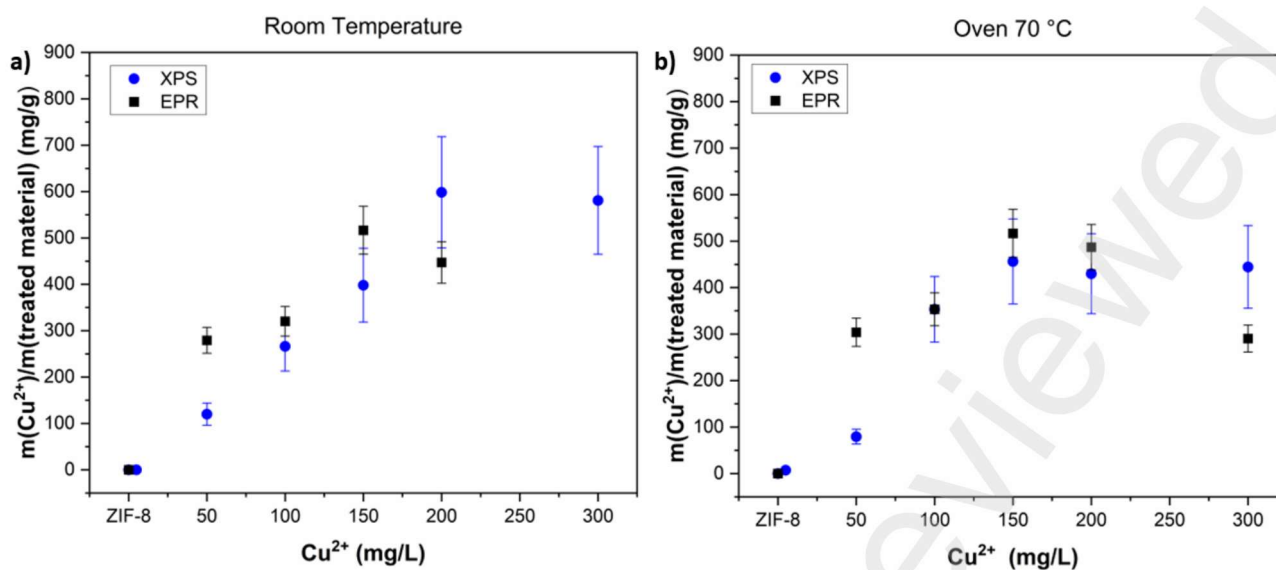 Room Temperature
a)
XPS
EPR
m(Cu²⁺)/m(treated material) (mg/g)
900
800
700
600
500
400
300
200
100
0
ZIF-8 50 100 150 200 250 300
Cu²⁺ (mg/L)
Oven 70 °C
b)
XPS
EPR
m(Cu²⁺)/m(treated material) (mg/g)
900
800
700
600
500
400
300
200
100
0
ZIF-8 50 100 150 200 250 300
Cu²⁺ (mg/L)
eviewed